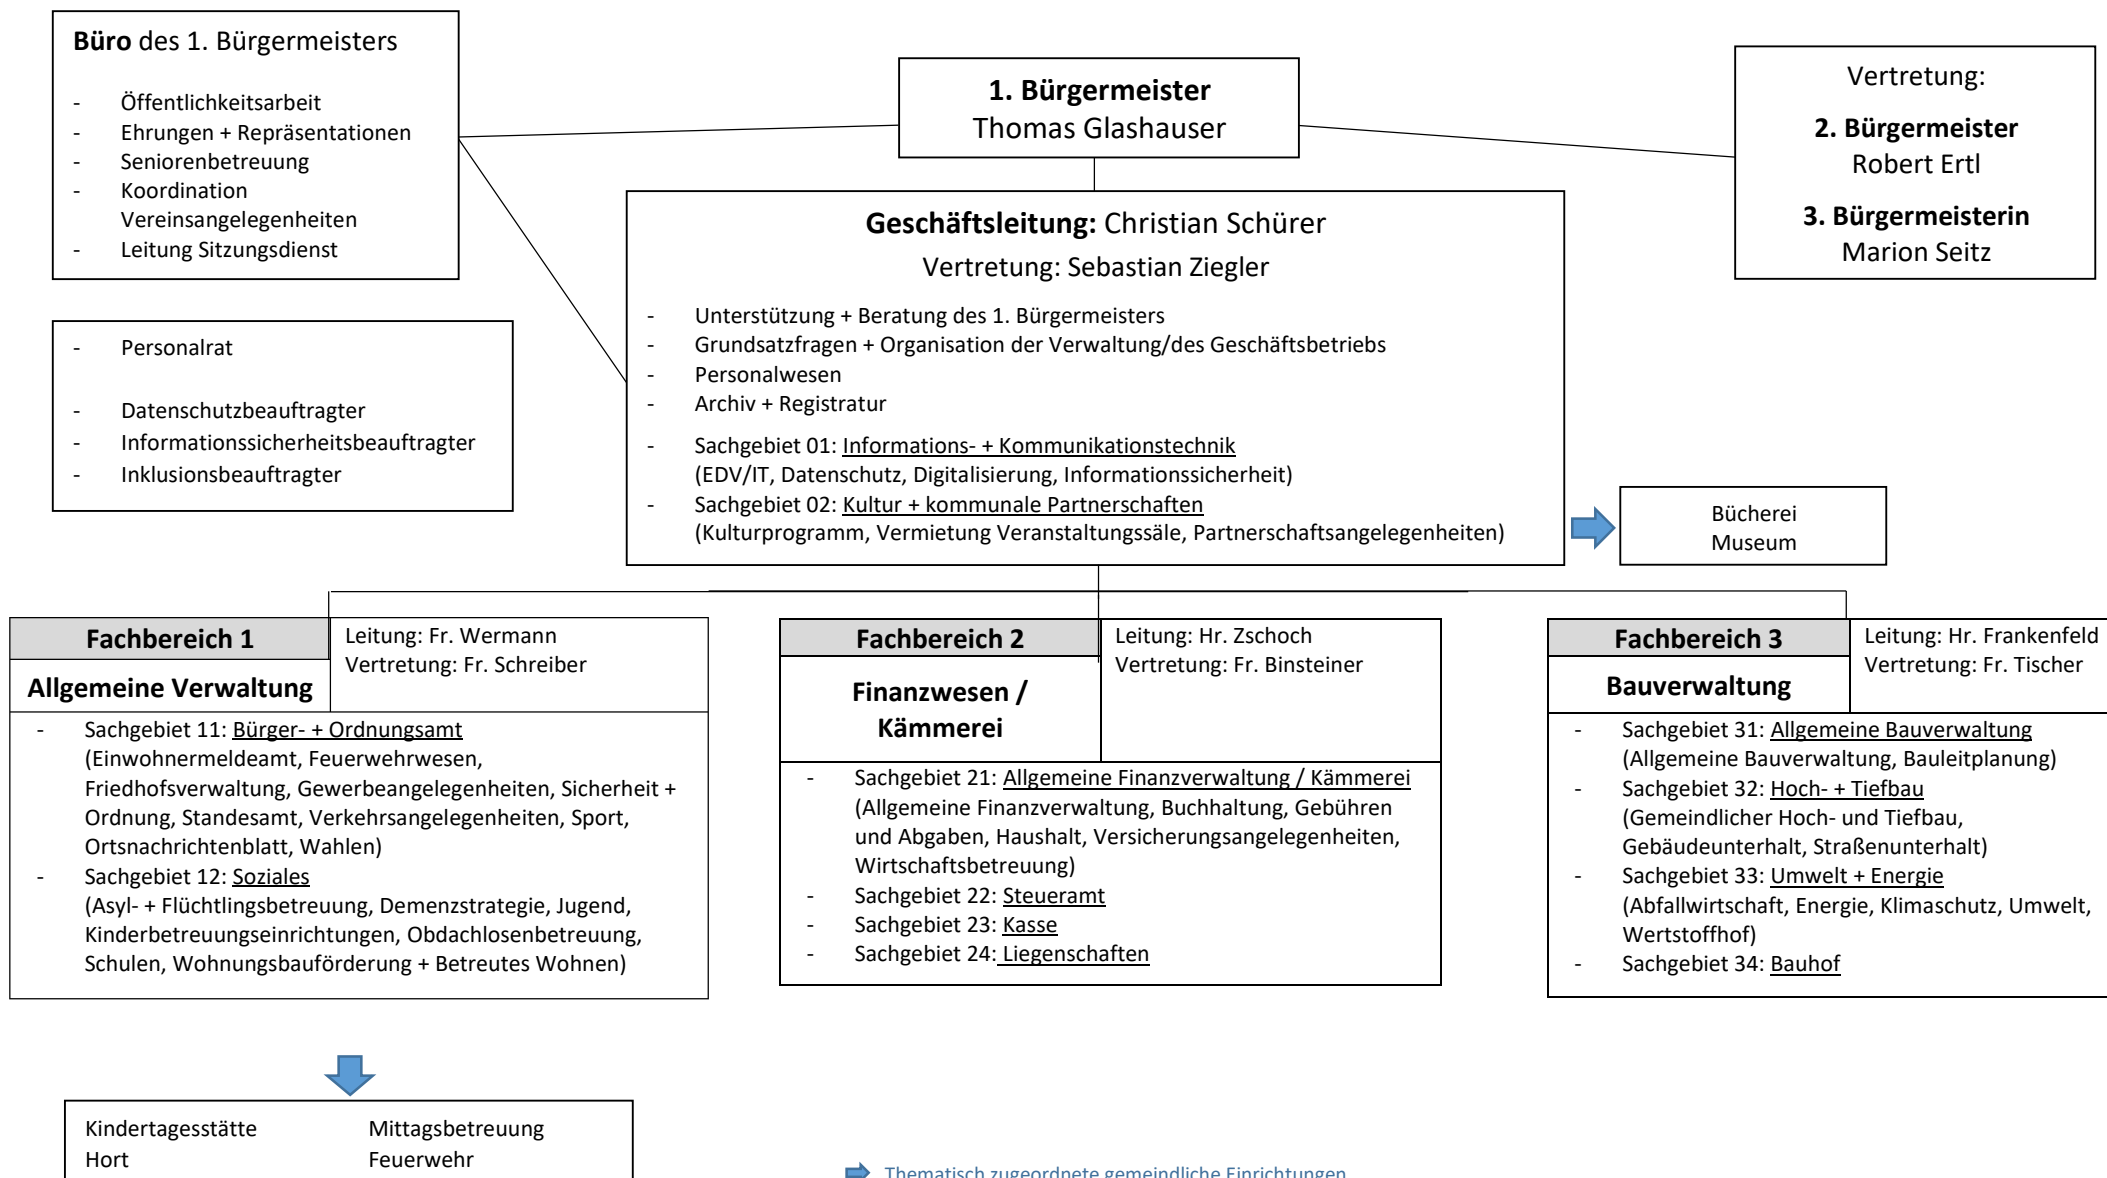 Büro des 1. Bürgermeisters
- Öffentlichkeitsarbeit
- Ehrungen + Repräsentationen
- Seniorenbetreuung
- Koordination
Vereinsangelegenheiten
- Leitung Sitzungsdienst
1. Bürgermeister
Thomas Glashauser
Vertretung:
2. Bürgermeister
Robert Ertl
3. Bürgermeisterin
Marion Seitz
Geschäftsleitung: Christian Schürer
Vertretung: Sebastian Ziegler
- Unterstützung + Beratung des 1. Bürgermeisters
- Grundsatzfragen + Organisation der Verwaltung/des Geschäftsbetriebs
- Personalwesen
- Archiv + Registratur
- Sachgebiet 01: Informations- + Kommunikationstechnik
(EDV/IT, Datenschutz, Digitalisierung, Informationssicherheit)
- Sachgebiet 02: Kultur + kommunale Partnerschaften
(Kulturprogramm, Vermietung Veranstaltungssäle, Partnerschaftsangelegenheiten)
- Personalrat
- Datenschutzbeauftragter
- Informationssicherheitsbeauftragter
- Inklusionsbeauftragter
Bücherei
Museum
Fachbereich 1
Allgemeine Verwaltung
Leitung: Fr. Wermann
Vertretung: Fr. Schreiber
- Sachgebiet 11: Bürger- + Ordnungsamt
(Einwohnermeldeamt, Feuerwehrwesen,
Friedhofsverwaltung, Gewerbeangelegenheiten, Sicherheit +
Ordnung, Standesamt, Verkehrsangelegenheiten, Sport,
Ortsnachrichtenblatt, Wahlen)
- Sachgebiet 12: Soziales
(Asyl- + Flüchtlingsbetreuung, Demenzstrategie, Jugend,
Kinderbetreuungseinrichtungen, Obdachlosenbetreuung,
Schulen, Wohnungsbauförderung + Betreutes Wohnen)
Fachbereich 2
Finanzwesen /
Kämmerei
Leitung: Hr. Zschoch
Vertretung: Fr. Binsteiner
- Sachgebiet 21: Allgemeine Finanzverwaltung / Kämmerei
(Allgemeine Finanzverwaltung, Buchhaltung, Gebühren
und Abgaben, Haushalt, Versicherungsangelegenheiten,
Wirtschaftsbetreuung)
- Sachgebiet 22: Steueramt
- Sachgebiet 23: Kasse
- Sachgebiet 24: Liegenschaften
Fachbereich 3
Bauverwaltung
Leitung: Hr. Frankenfeld
Vertretung: Fr. Tischer
- Sachgebiet 31: Allgemeine Bauverwaltung
(Allgemeine Bauverwaltung, Bauleitplanung)
- Sachgebiet 32: Hoch- + Tiefbau
(Gemeindlicher Hoch- und Tiefbau,
Gebäudeunterhalt, Straßenunterhalt)
- Sachgebiet 33: Umwelt + Energie
(Abfallwirtschaft, Energie, Klimaschutz, Umwelt,
Wertstoffhof)
- Sachgebiet 34: Bauhof
Kindertagesstätte Mittagsbetreuung
Hort Feuerwehr
Thematisch zugeordnete gemeindliche Einrichtungen